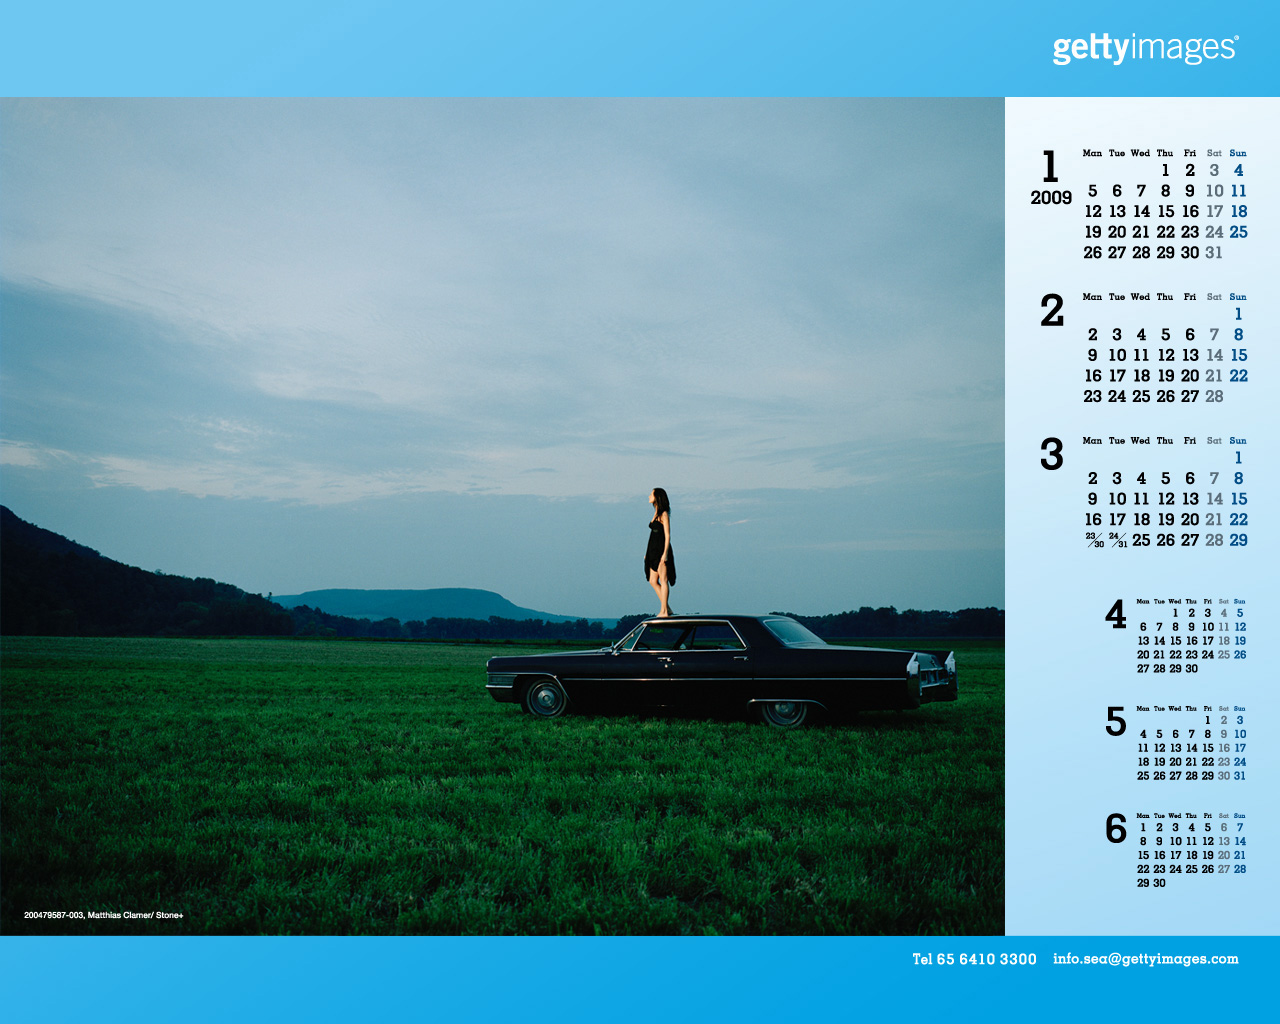 gettyimages®
1
2009
Man Tue Wed Thu Fri Sat Sun
1 2 3 4
5 6 7 8 9 10 11
12 13 14 15 16 17 18
19 20 21 22 23 24 25
26 27 28 29 30 31
2
Man Tue Wed Thu Fri Sat Sun
1
2 3 4 5 6 7 8
9 10 11 12 13 14 15
16 17 18 19 20 21 22
23 24 25 26 27 28
3
Man Tue Wed Thu Fri Sat Sun
1
2 3 4 5 6 7 8
9 10 11 12 13 14 15
16 17 18 19 20 21 22
23/30 24/31 25 26 27 28 29
4
Man Tue Wed Thu Fri Sat Sun
1 2 3 4 5
6 7 8 9 10 11 12
13 14 15 16 17 18 19
20 21 22 23 24 25 26
27 28 29 30
5
Man Tue Wed Thu Fri Sat Sun
1 2 3
4 5 6 7 8 9 10
11 12 13 14 15 16 17
18 19 20 21 22 23 24
25 26 27 28 29 30 31
6
Man Tue Wed Thu Fri Sat Sun
1 2 3 4 5 6 7
8 9 10 11 12 13 14
15 16 17 18 19 20 21
22 23 24 25 26 27 28
29 30
200479587-003, Matthias Clamer/ Stone+
Tel 65 6410 3300 info.sea@gettyimages.com